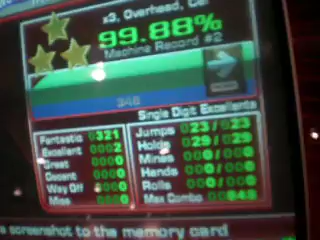 x3, Overhead, Cel
99.88%
Machine Record #2
346
Single Digit Excellents
Fantastic 0321
Excellent 0002
Great 0000
Decent 0000
Way Off 0000
Miss 0000
Jumps 023/023
Holds 029/029
Mines 000/000
Hands 000/000
Rolls 000/000
Max Combo
screenshot to the memory card